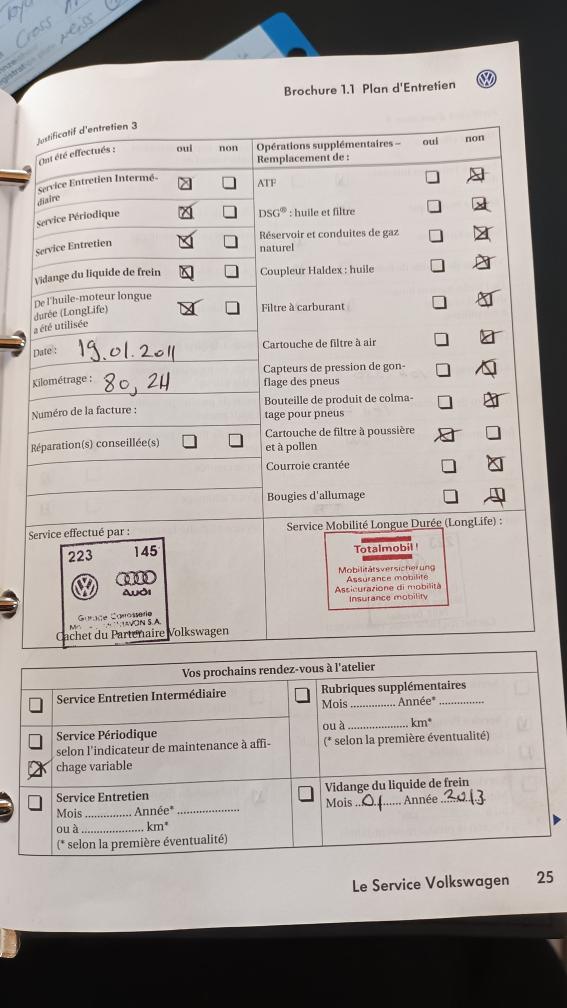 Cross
Brochure 1.1 Plan d'Entretien
Justificatif d'entretien 3
Ont été effectués : oui non
Service Entretien Intermé-
diaire
Service Périodique
Service Entretien
Vidange du liquide de frein
De l'huile-moteur longue
durée (LongLife)
a été utilisée
Date : 19.01.2011
Kilométrage : 80,24
Numéro de la facture :
Réparation(s) conseillée(s)
Opérations supplémentaires – oui non
Remplacement de :
ATF
DSG® : huile et filtre
Réservoir et conduites de gaz
naturel
Coupleur Haldex : huile
Filtre à carburant
Cartouche de filtre à air
Capteurs de pression de gon-
flage des pneus
Bouteille de produit de colma-
tage pour pneus
Cartouche de filtre à poussière
et à pollen
Courroie crantée
Bougies d'allumage
Service effectué par :
223 145
Audi
Garage Carrosserie
S.A.
Cachet du Partenaire Volkswagen
Service Mobilité Longue Durée (LongLife) :
Totalmobil!
Mobilitätsversicherung
Assurance mobilité
Assicurazione di mobilità
Insurance mobility
Vos prochains rendez-vous à l'atelier
Service Entretien Intermédiaire
Service Périodique
selon l'indicateur de maintenance à affi-
chage variable
Service Entretien
Mois .............. Année* ...................
ou à ................... km*
(* selon la première éventualité)
Rubriques supplémentaires
Mois .............. Année* ..............
ou à ................... km*
(* selon la première éventualité)
Vidange du liquide de frein
Mois ..01...... Année ..2013
Le Service Volkswagen 25